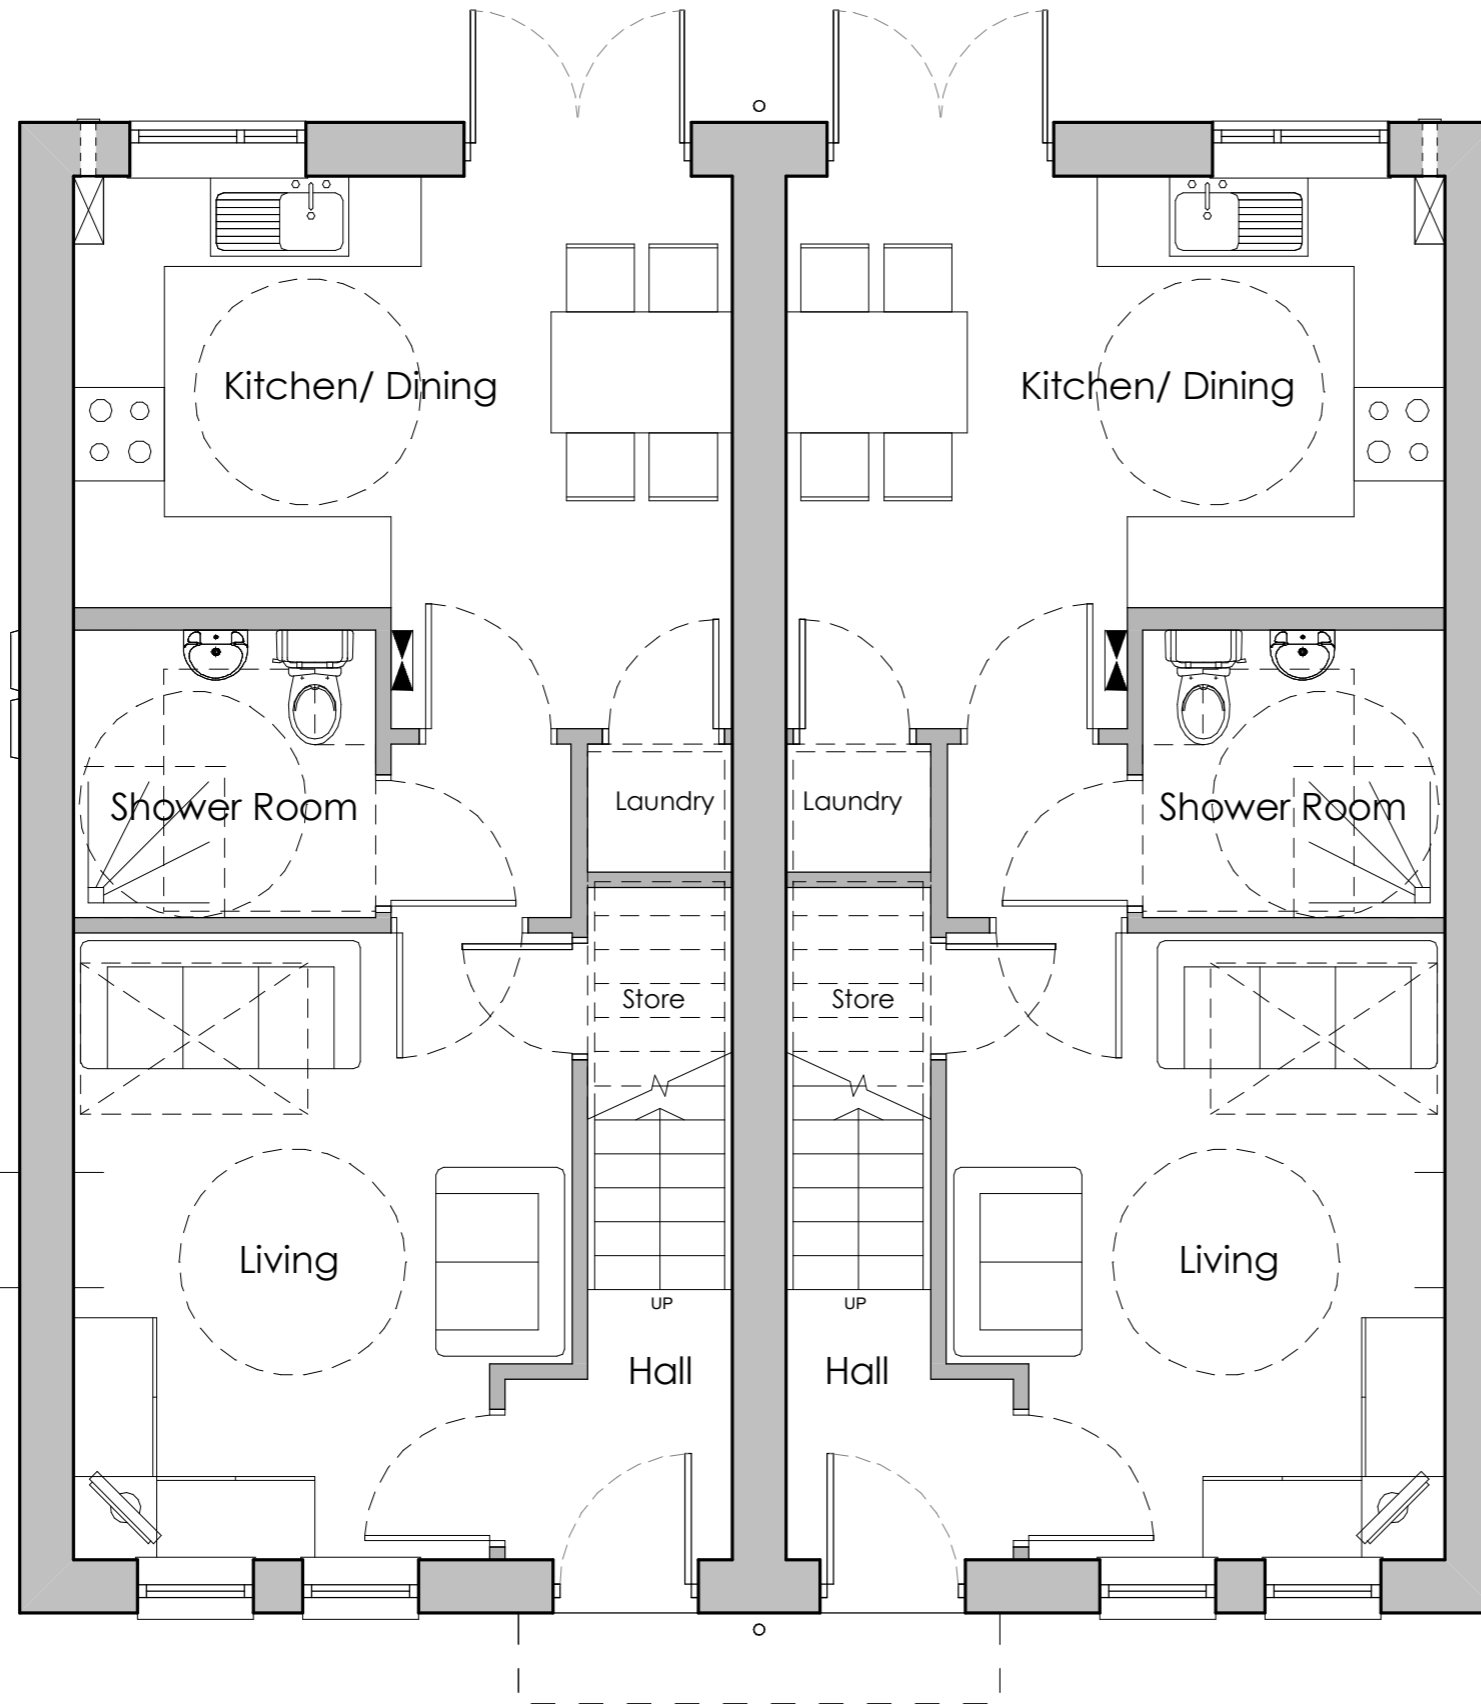 Kitchen/ Dining
Kitchen/ Dining
Laundry
Laundry
Shower Room
Shower Room
Store
Store
Living
Living
UP
UP
Hall
Hall